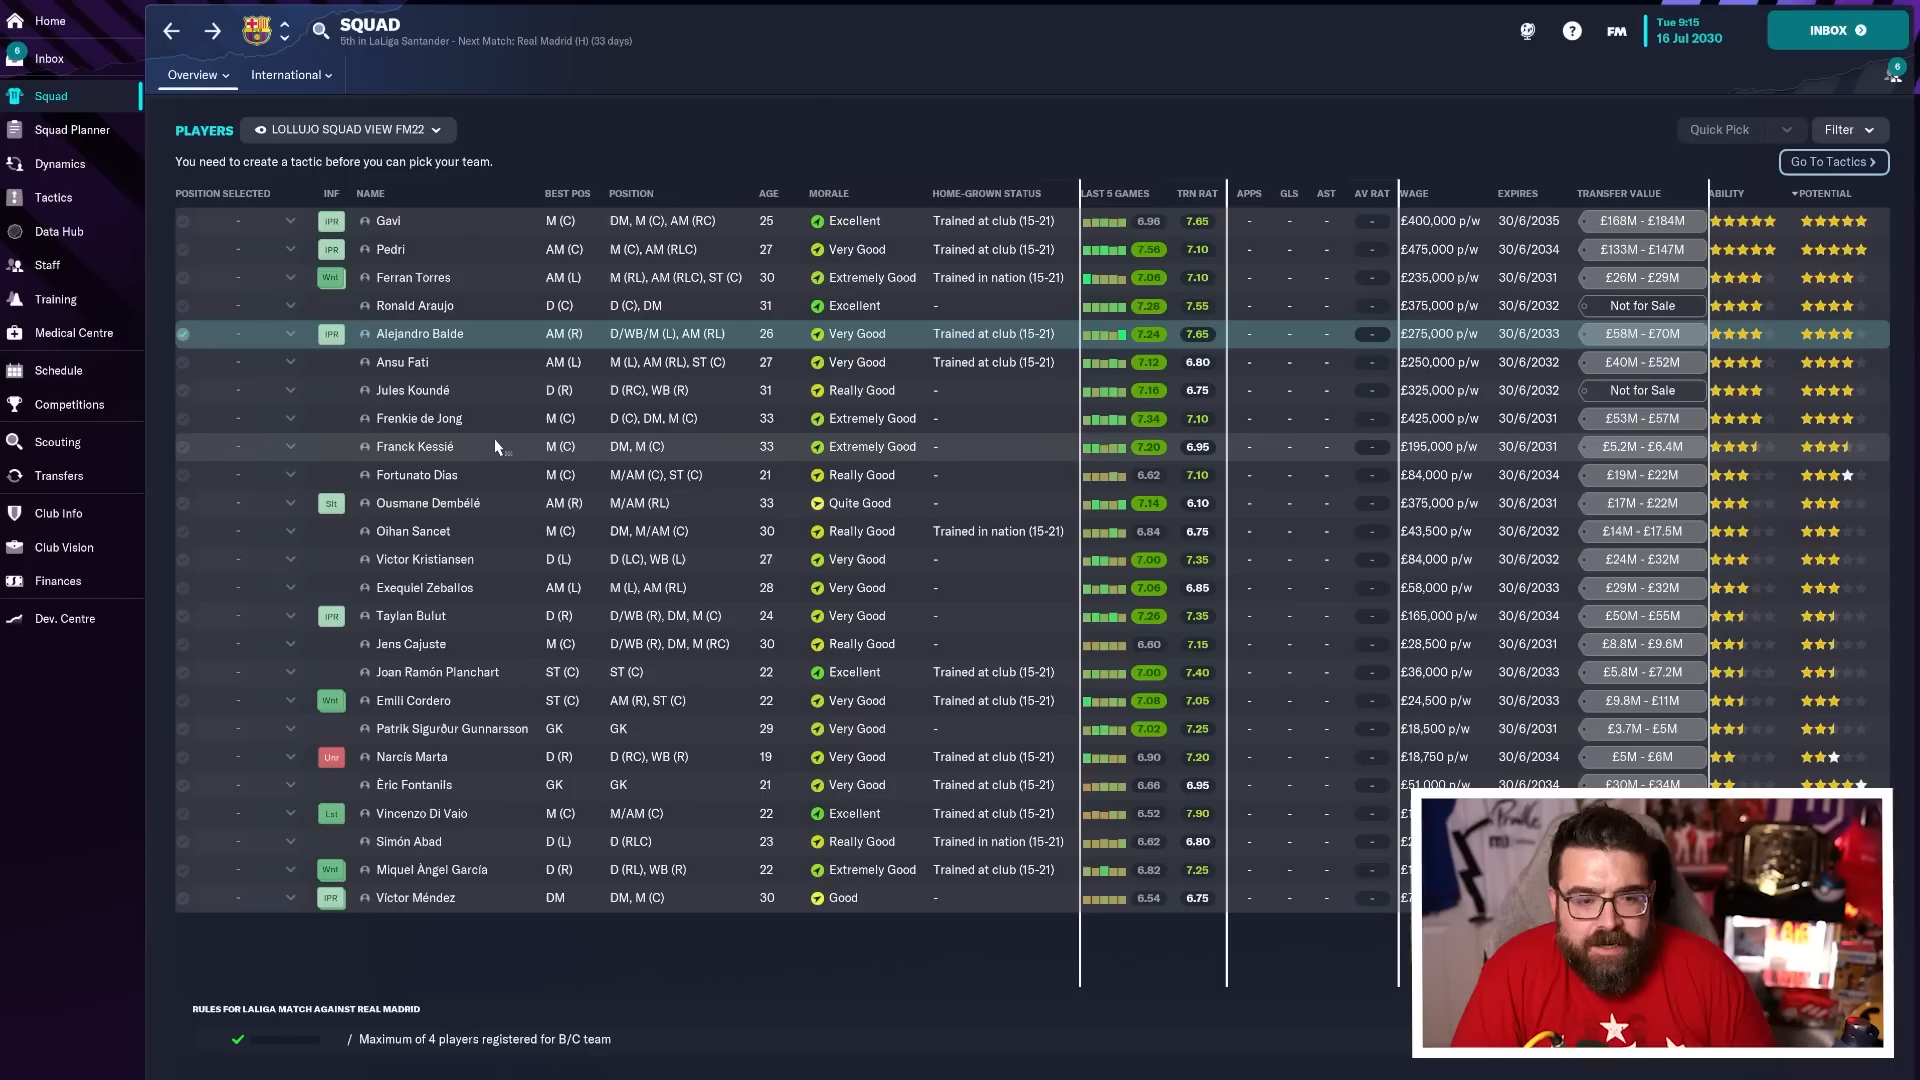 Home
SQUAD
5th in LaLiga Santander - Next Match: Real Madrid (H) (33 days)
FM
Tue 9:15
16 Jul 2030
INBOX
6
Inbox
Overview
International
6
Squad
Squad Planner
Dynamics
Tactics
Data Hub
Staff
Training
Medical Centre
Schedule
Competitions
Scouting
Transfers
Club Info
Club Vision
Finances
Dev. Centre
PLAYERS
LOLLUJO SQUAD VIEW FM22
Quick Pick
Filter
You need to create a tactic before you can pick your team.
Go To Tactics
POSITION SELECTED INF NAME BEST POS POSITION AGE MORALE HOME-GROWN STATUS LAST 5 GAMES TRN RAT APPS GLS AST AV RAT WAGE EXPIRES TRANSFER VALUE ABILITY POTENTIAL
- IPR Gavi M (C) DM, M (C), AM (RC) 25 Excellent Trained at club (15-21) 6.96 7.65 - - - - £400,000 p/w 30/6/2035 £168M - £184M
- IPR Pedri AM (C) M (C), AM (RLC) 27 Very Good Trained at club (15-21) 7.56 7.10 - - - - £475,000 p/w 30/6/2034 £133M - £147M
- Wnt Ferran Torres AM (L) M (RL), AM (RLC), ST (C) 30 Extremely Good Trained in nation (15-21) 7.06 7.10 - - - - £235,000 p/w 30/6/2031 £26M - £29M
- Ronald Araujo D (C) D (C), DM 31 Excellent - 7.28 7.55 - - - - £375,000 p/w 30/6/2032 Not for Sale
- IPR Alejandro Balde AM (R) D/WB/M (L), AM (RL) 26 Very Good Trained at club (15-21) 7.24 7.65 - - - - £275,000 p/w 30/6/2033 £58M - £70M
- Ansu Fati AM (L) M (L), AM (RL), ST (C) 27 Very Good Trained at club (15-21) 7.12 6.80 - - - - £250,000 p/w 30/6/2032 £40M - £52M
- Jules Koundé D (R) D (RC), WB (R) 31 Really Good - 7.16 6.75 - - - - £325,000 p/w 30/6/2032 Not for Sale
- Frenkie de Jong M (C) D (C), DM, M (C) 33 Extremely Good - 7.34 7.10 - - - - £425,000 p/w 30/6/2031 £53M - £57M
- Franck Kessié M (C) DM, M (C) 33 Extremely Good - 7.20 6.95 - - - - £195,000 p/w 30/6/2031 £5.2M - £6.4M
- Fortunato Dias M (C) M/AM (C), ST (C) 21 Really Good - 6.62 7.10 - - - - £84,000 p/w 30/6/2034 £19M - £22M
- Slt Ousmane Dembélé AM (R) M/AM (RL) 33 Quite Good - 7.14 6.10 - - - - £375,000 p/w 30/6/2031 £17M - £22M
- Oihan Sancet M (C) DM, M/AM (C) 30 Really Good Trained in nation (15-21) 6.84 6.75 - - - - £43,500 p/w 30/6/2032 £14M - £17.5M
- Victor Kristiansen D (L) D (LC), WB (L) 27 Very Good - 7.00 7.35 - - - - £84,000 p/w 30/6/2033 £24M - £32M
- Exequiel Zeballos AM (L) M (L), AM (RL) 28 Very Good - 7.06 6.85 - - - - £58,000 p/w 30/6/2033 £29M - £32M
- IPR Taylan Bulut D (R) D/WB (R), DM, M (C) 24 Very Good - 7.26 7.35 - - - - £165,000 p/w 30/6/2034 £50M - £55M
- Jens Cajuste M (C) D/WB (R), DM, M (RC) 30 Really Good - 6.60 7.15 - - - - £28,500 p/w 30/6/2031 £8.8M - £9.6M
- Joan Ramón Planchart ST (C) ST (C) 22 Excellent Trained at club (15-21) 7.00 7.40 - - - - £36,000 p/w 30/6/2033 £5.8M - £7.2M
- Wnt Emili Cordero ST (C) AM (R), ST (C) 22 Very Good Trained at club (15-21) 7.08 7.05 - - - - £24,500 p/w 30/6/2033 £9.8M - £11M
- Patrik Sigurður Gunnarsson GK GK 29 Very Good - 7.02 7.25 - - - - £18,500 p/w 30/6/2031 £3.7M - £5M
- Unr Narcís Marta D (R) D (RC), WB (R) 19 Very Good Trained at club (15-21) 6.90 7.20 - - - - £18,750 p/w 30/6/2034 £5M - £6M
- Èric Fontanils GK GK 21 Very Good Trained at club (15-21) 6.66 6.95 - - - - £51,000 p/w 30/6/2034 £30M - £34M
- Lst Vincenzo Di Vaio M (C) M/AM (C) 22 Excellent Trained at club (15-21) 6.52 7.90 - - - -
- Simón Abad D (L) D (RLC) 23 Really Good Trained in nation (15-21) 6.62 6.80 - - - -
- Wnt Miquel Àngel García D (R) D (RL), WB (R) 22 Extremely Good Trained at club (15-21) 6.82 7.25 - - - -
- IPR Víctor Méndez DM DM, M (C) 30 Good - 6.54 6.75 - - - -
RULES FOR LALIGA MATCH AGAINST REAL MADRID
/ Maximum of 4 players registered for B/C team